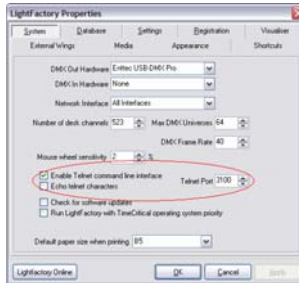 LightFactory Properties
System Database Settings Registration Visualiser
External Wings Media Appearance Shortcuts
DMX Out Hardware Enttec USB-DMX Pro
DMX In Hardware None
Network Interface All Interfaces
Number of desk channels 523 Max DMX Universes 64
DMX Frame Rate 40
Mouse wheel sensitivity 2 %
Enable Telnet command line interface Telnet Port 3100
Echo telnet characters
Check for software updates
Run LightFactory with TimeCritical operating system priority
Default paper size when printing B5
Lightfactory Online OK Cancel Apply